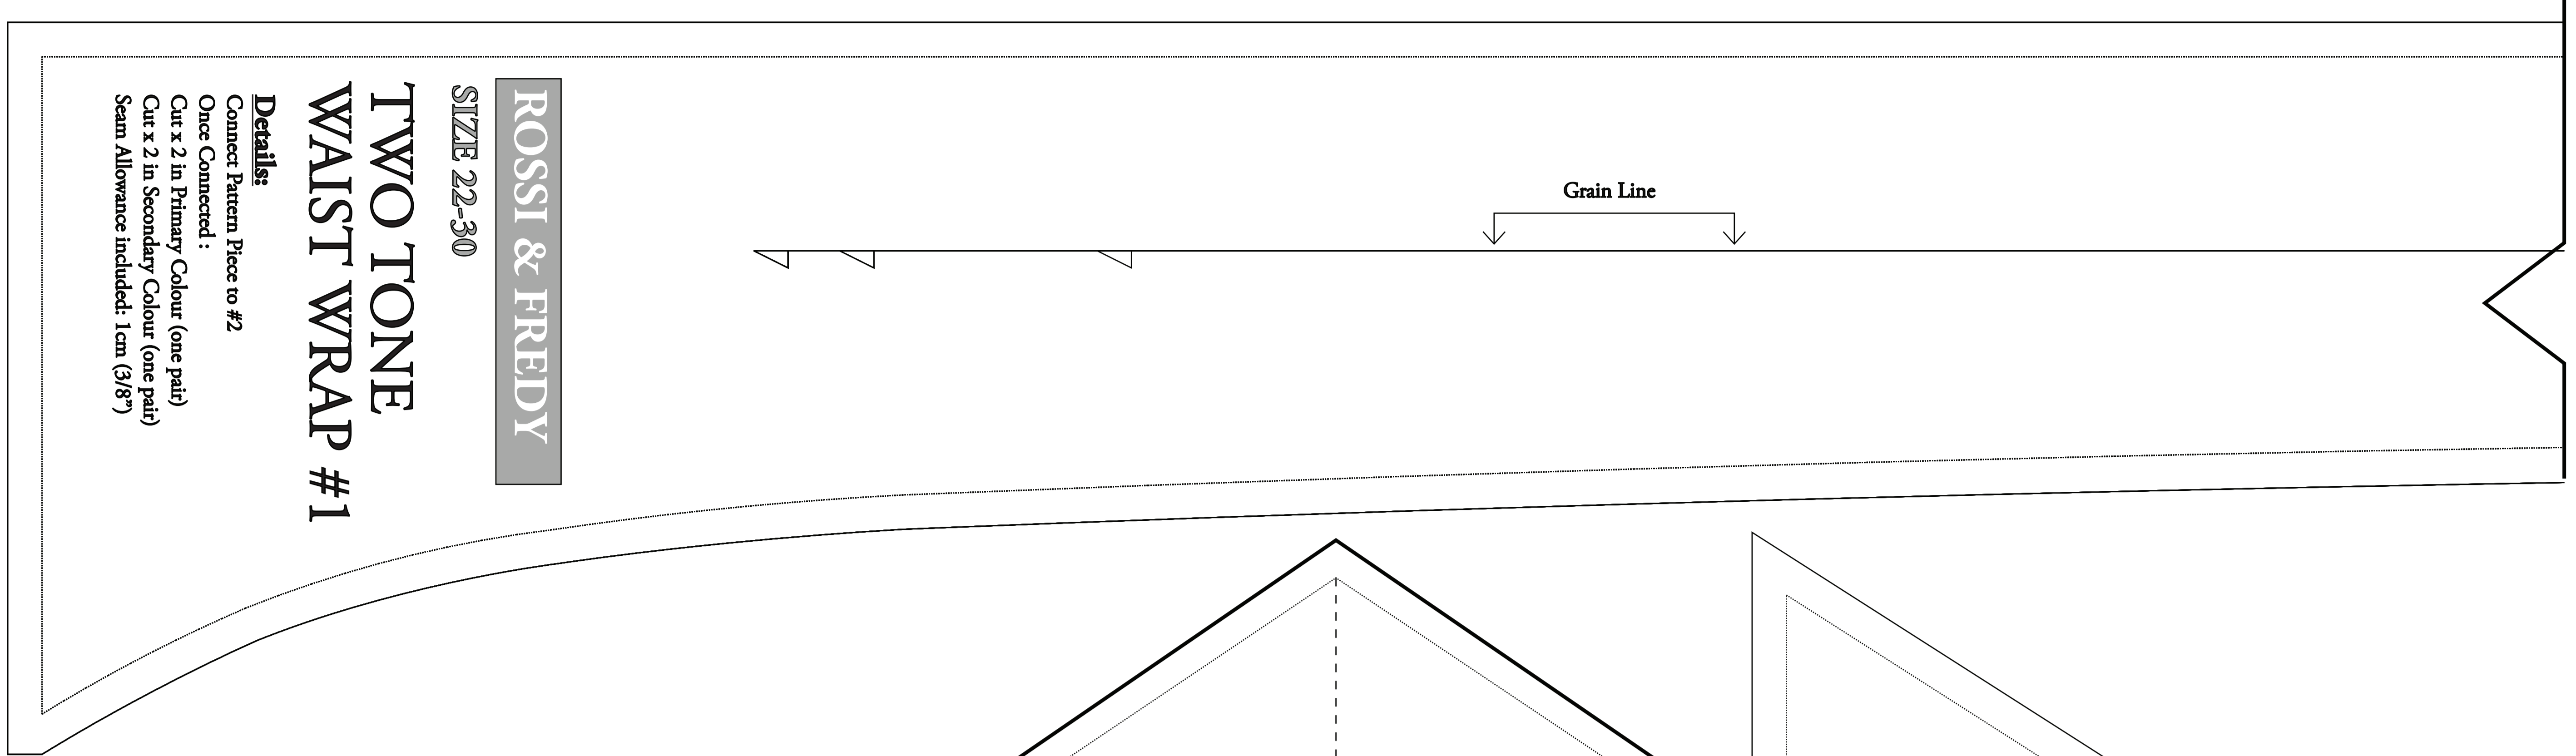 ROSSI & FREDY
SIZE 22-30
TWO TONE
WAIST WRAP #1
Details:
Connect Pattern Piece to #2
Once Connected :
Cut x 2 in Primary Colour (one pair)
Cut x 2 in Secondary Colour (one pair)
Seam Allowance included: 1cm (3/8”)
Grain Line